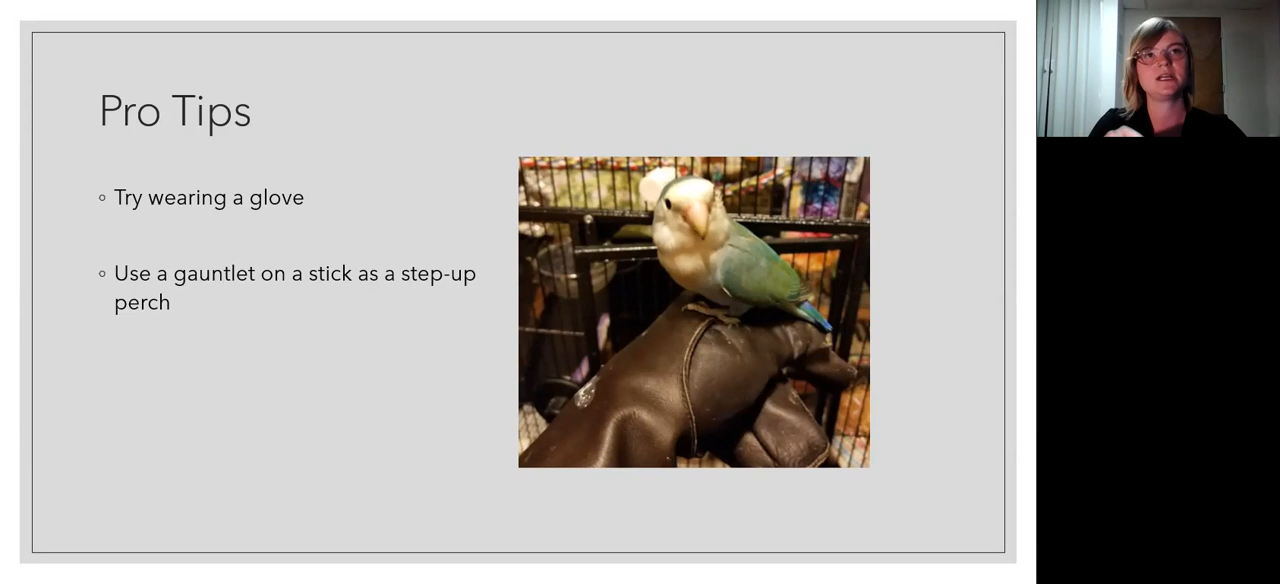 Pro Tips
Try wearing a glove
Use a gauntlet on a stick as a step-up
perch